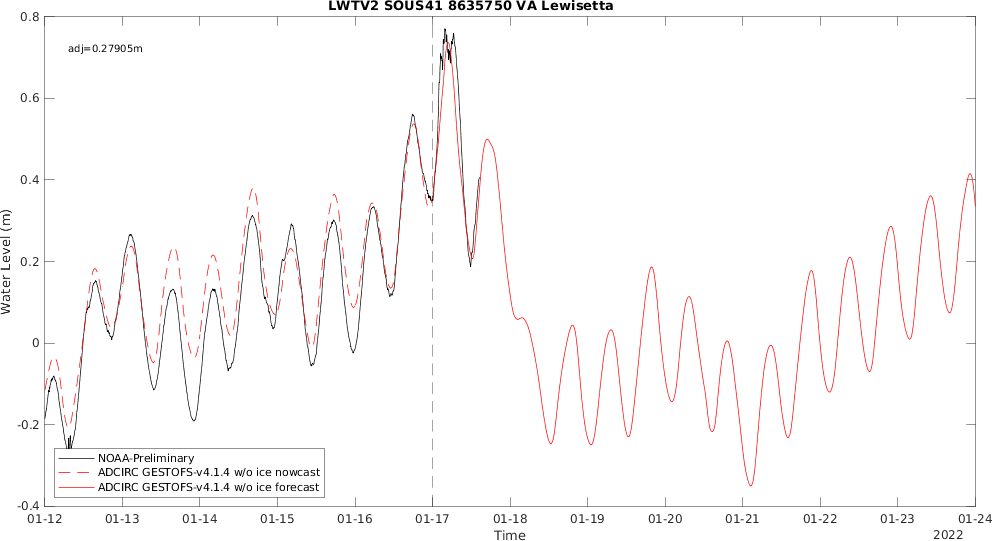 LWTV2 SOUS41 8635750 VA Lewisetta
adj=0.27905m
Water Level (m)
0.8
0.6
0.4
0.2
0
-0.2
-0.4
NOAA-Preliminary
ADCIRC GESTOFS-v4.1.4 w/o ice nowcast
ADCIRC GESTOFS-v4.1.4 w/o ice forecast
01-12 01-13 01-14 01-15 01-16 01-17 01-18 01-19 01-20 01-21 01-22 01-23 01-24
Time
2022